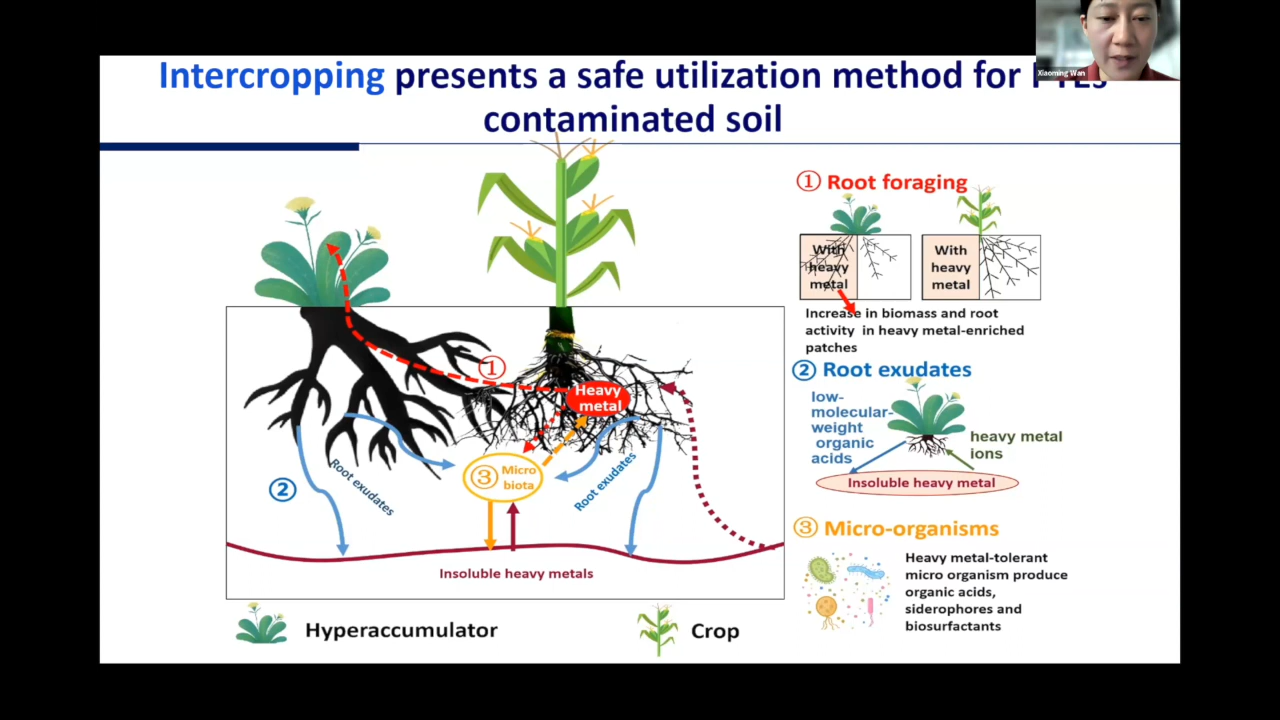 Intercropping presents a safe utilization method for
contaminated soil
Xiaoming Wan
① Root foraging
With
heavy
metal
With
heavy
metal
Increase in biomass and root
activity in heavy metal-enriched
patches
② Root exudates
low-
molecular-
weight
organic
acids
heavy metal
ions
Insoluble heavy metal
③ Micro-organisms
Heavy metal-tolerant
micro organism produce
organic acids,
siderophores and
biosurfactants
①
Heavy
metal
③ Micro
biota
②
Root exudates
Root exudates
Insoluble heavy metals
Hyperaccumulator
Crop